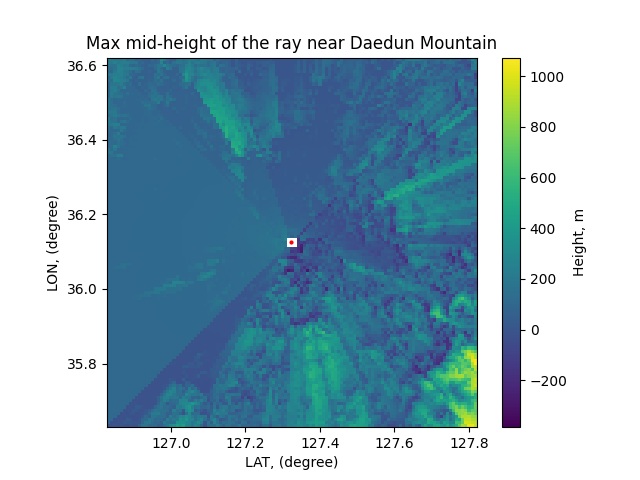 Max mid-height of the ray near Daedun Mountain
36.6
36.4
36.2
36.0
35.8
LON, (degree)
127.0 127.2 127.4 127.6 127.8
LAT, (degree)
1000
800
600
400
200
0
−200
Height, m